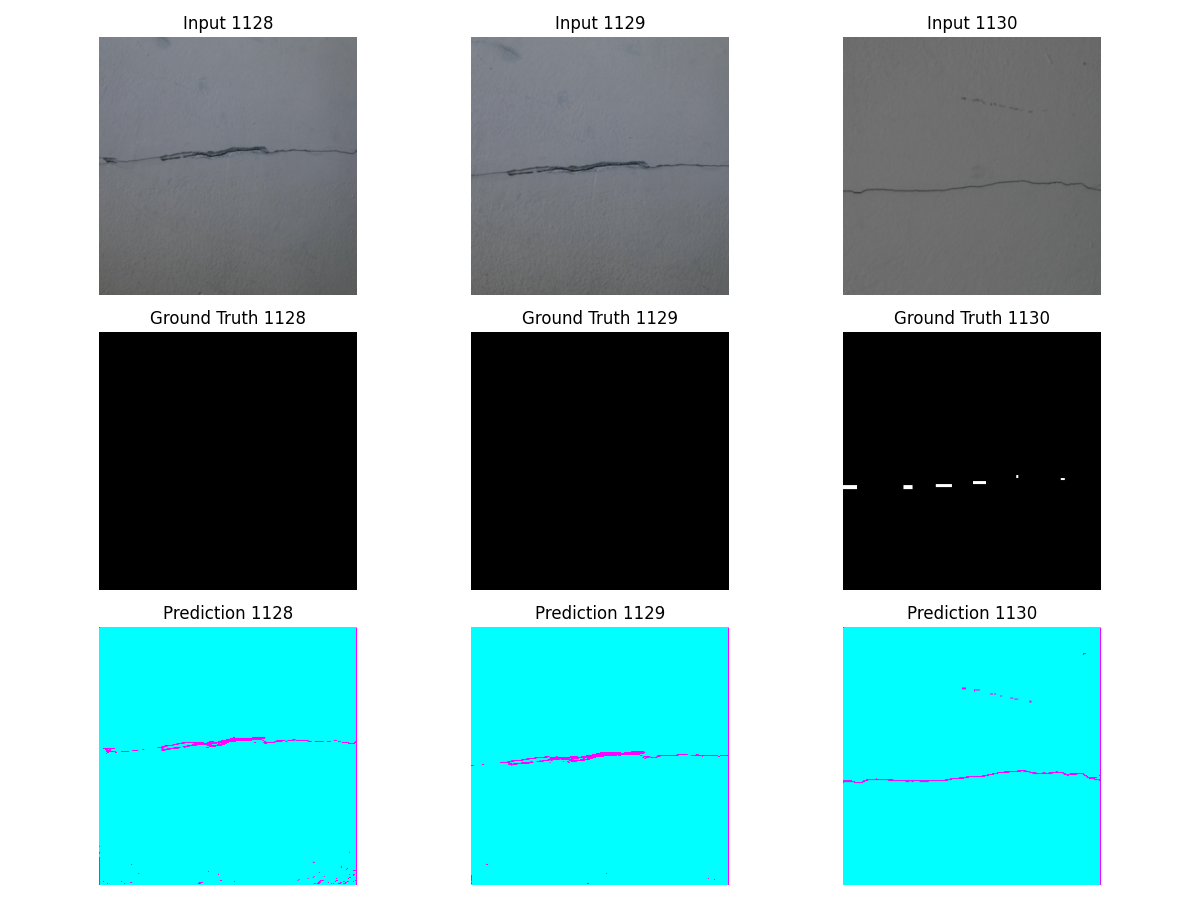 Input 1128
Input 1129
Input 1130
Ground Truth 1128
Ground Truth 1129
Ground Truth 1130
Prediction 1128
Prediction 1129
Prediction 1130